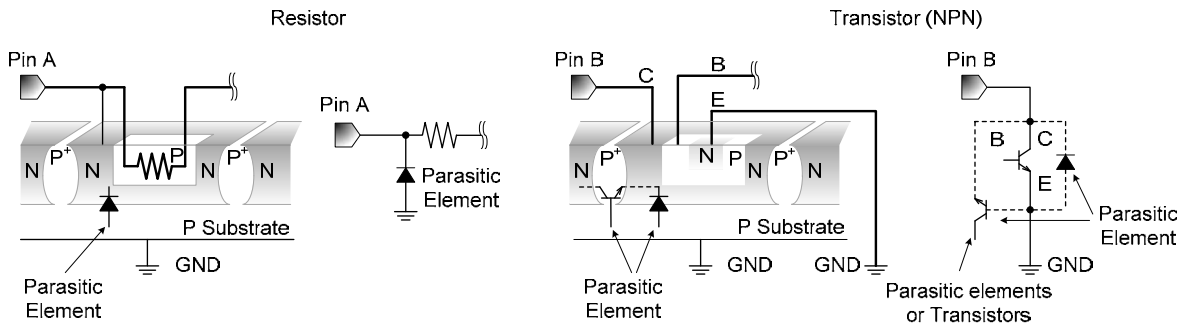 Resistor
Transistor (NPN)
Pin A
N
P+
N
P
N
P+
N
Parasitic
Element
P Substrate
GND
Pin A
Parasitic
Element
Pin B
C
B
E
N
P+
N
N
P
N
P+
N
P Substrate
Parasitic
Element
GND
GND
Pin B
B
C
E
Parasitic
Element
GND
Parasitic elements
or Transistors